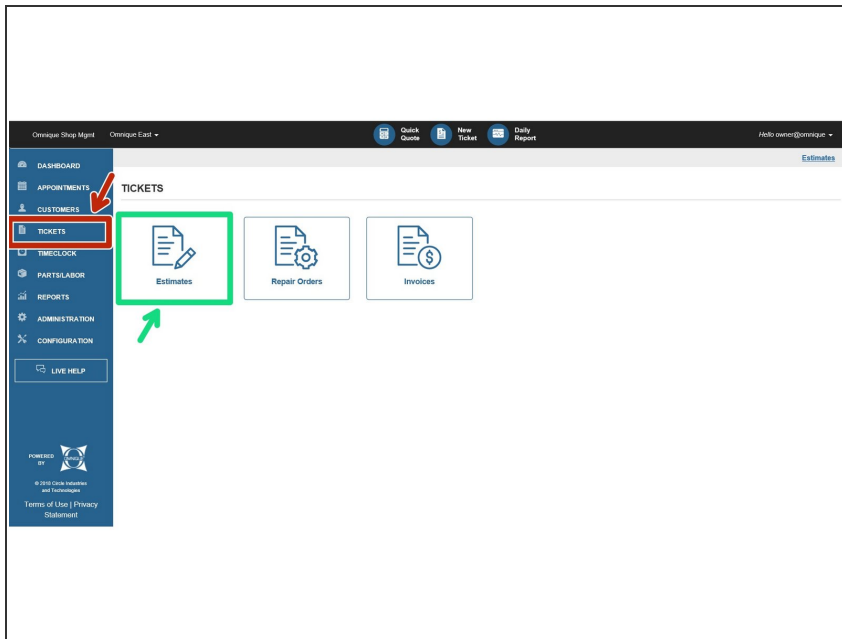 Omnique Shop Mgmt
Omnique East
Quick
Quote
New
Ticket
Daily
Report
Hello owner@omnique
Estimates
DASHBOARD
APPOINTMENTS
CUSTOMERS
TICKETS
TIMECLOCK
PARTS/LABOR
REPORTS
ADMINISTRATION
CONFIGURATION
LIVE HELP
TICKETS
Estimates
Repair Orders
Invoices
POWERED
BY
OMNIQUE
© 2018 Circle Industries
and Technologies
Terms of Use | Privacy
Statement